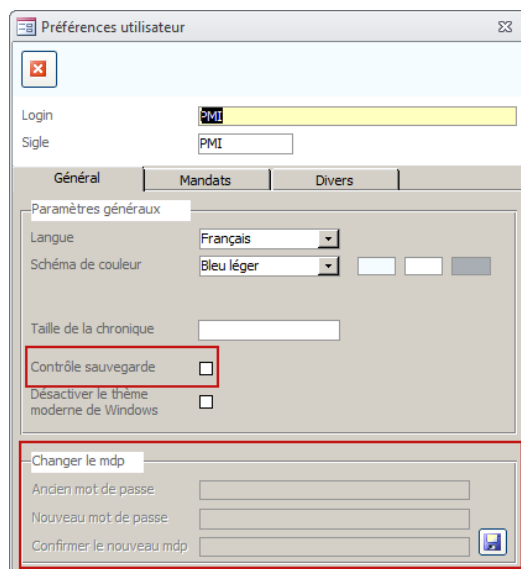 Préférences utilisateur
Login PMI
Sigle PMI
Général Mandats Divers
Paramètres généraux
Langue Français
Schéma de couleur Bleu léger
Taille de la chronique
Contrôle sauvegarde
Désactiver le thème
moderne de Windows
Changer le mdp
Ancien mot de passe
Nouveau mot de passe
Confirmer le nouveau mdp